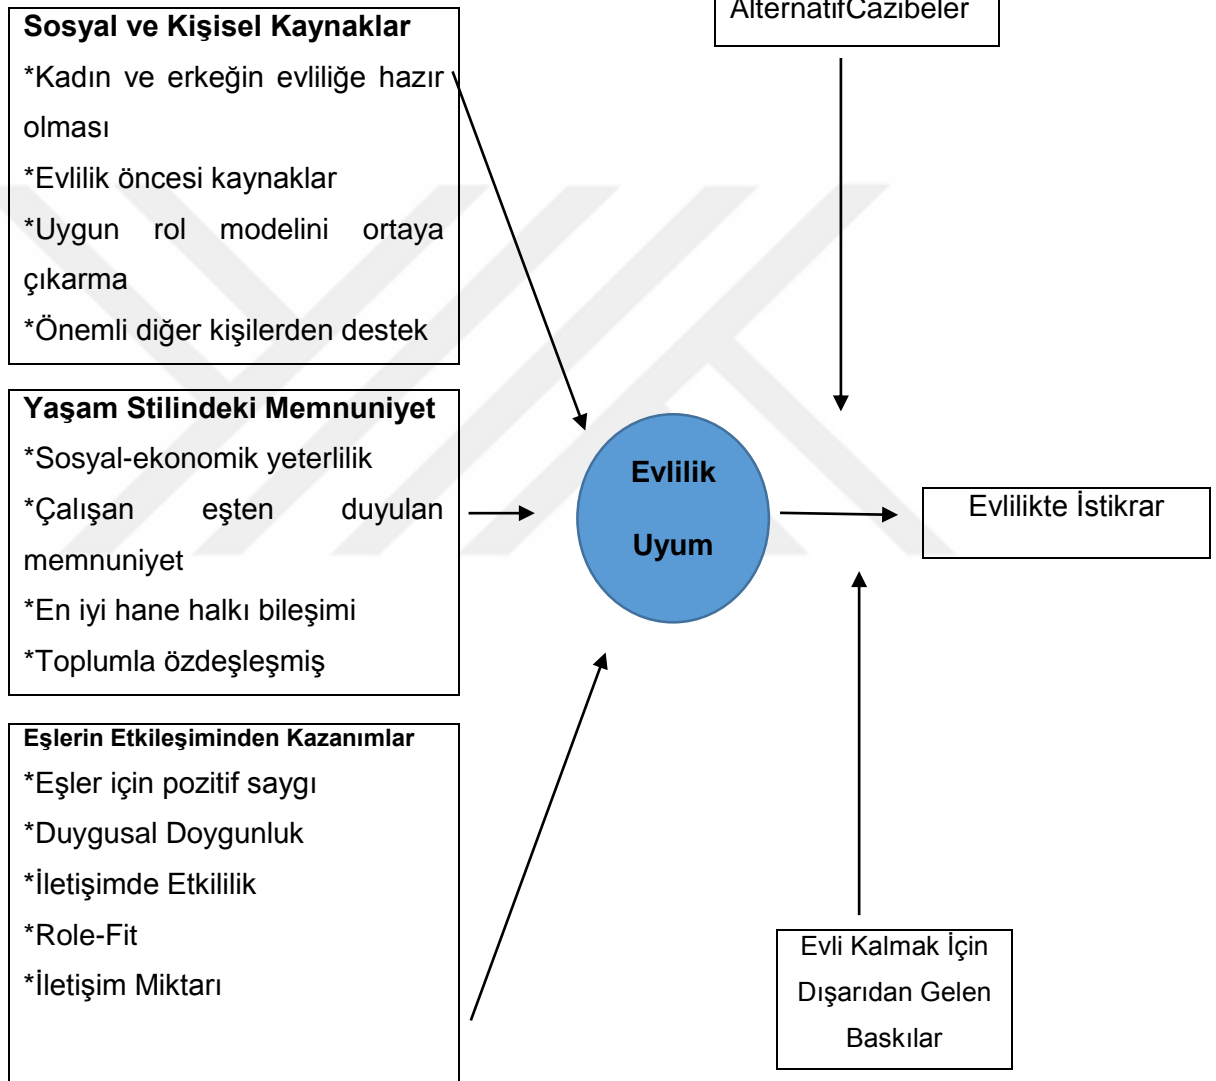 Sosyal ve Kişisel Kaynaklar
*Kadın ve erkeğin evliliğe hazır
olması
*Evlilik öncesi kaynaklar
*Uygun rol modelini ortaya
çıkarma
*Önemli diğer kişilerden destek
AlternatifCazibeler
Yaşam Stilindeki Memnuniyet
*Sosyal-ekonomik yeterlilik
*Çalışan eşten duyulan
memnuniyet
*En iyi hane halkı bileşimi
*Toplumla özdeşleşmiş
Evlilik
Uyum
Evlilikte İstikrar
Eşlerin Etkileşiminden Kazanımlar
*Eşler için pozitif saygı
*Duygusal Doygunluk
*İletişimde Etkililik
*Role-Fit
*İletişim Miktarı
Evli Kalmak İçin
Dışarıdan Gelen
Baskılar